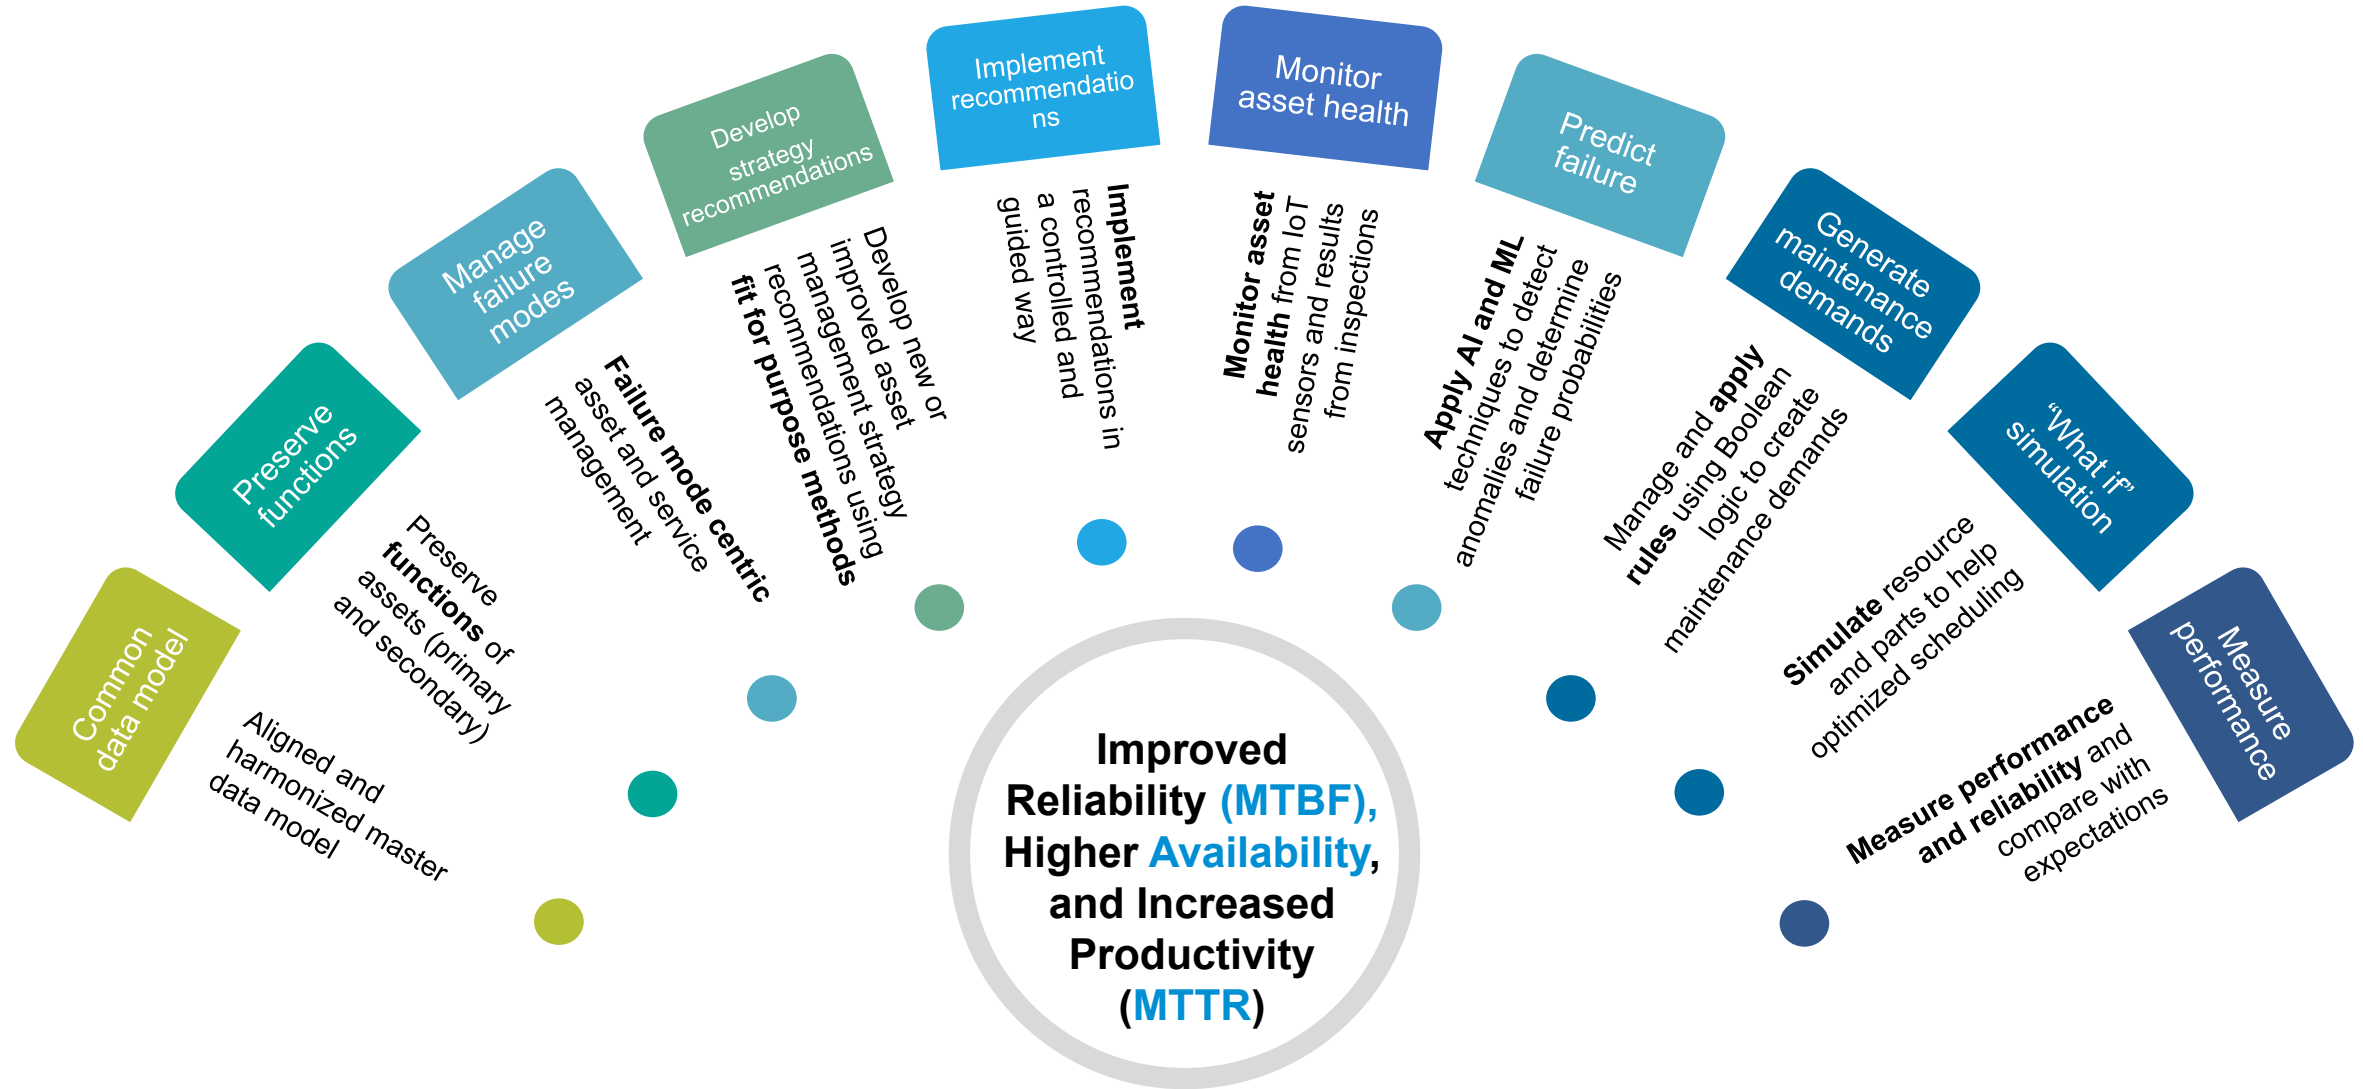 Common
data model
Aligned and
harmonized master
data model
Preserve
functions
Preserve
functions of
assets (primary
and secondary)
Manage
failure
modes
Failure mode centric
asset and service
management
Develop
strategy
recommendations
Develop new or
improved asset
management strategy
recommendations using
fit for purpose methods
Implement
recommendatio
ns
Implement
recommendations in
a controlled and
guided way
Monitor
asset health
Monitor asset
health from IoT
sensors and results
from inspections
Predict
failure
Apply AI and ML
techniques to detect
anomalies and determine
failure probabilities
Generate
maintenance
demands
Manage and apply
rules using Boolean
logic to create
maintenance demands
“What if”
simulation
Simulate resource
and parts to help
optimized scheduling
Measure
performance
Measure performance
and reliability and
compare with
expectations
Improved
Reliability (MTBF),
Higher Availability,
and Increased
Productivity
(MTTR)